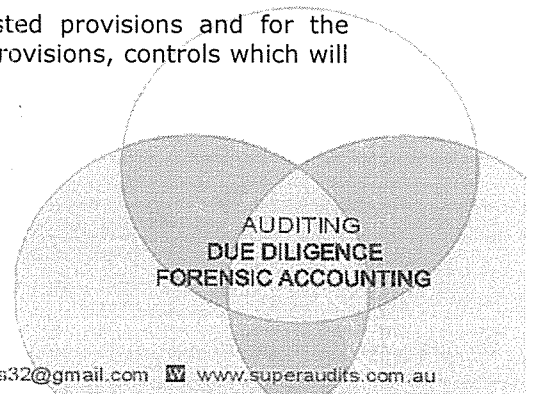 sted provisions and for the
rovisions, controls which will
AUDITING
DUE DILIGENCE
FORENSIC ACCOUNTING
s32@gmail.com W www.superaudits.com.au